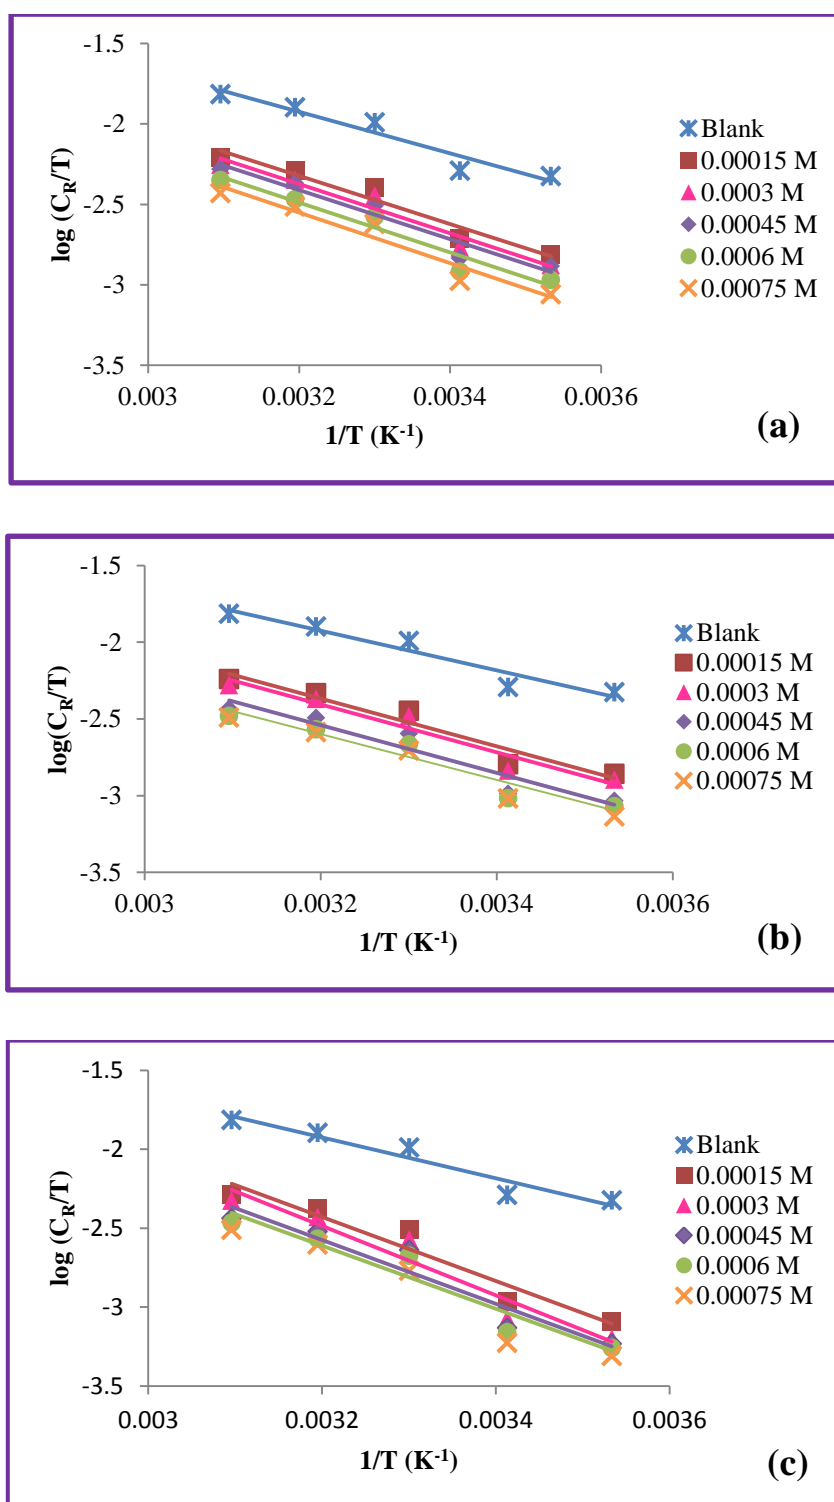 -1.5
-2
-2.5
-3
-3.5
log (C_R/T)
0.003
0.0032
0.0034
0.0036
1/T (K⁻¹)
Blank
0.00015 M
0.0003 M
0.00045 M
0.0006 M
0.00075 M
(a)
-1.5
-2
-2.5
-3
-3.5
log(C_R/T)
0.003
0.0032
0.0034
0.0036
1/T (K⁻¹)
Blank
0.00015 M
0.0003 M
0.00045 M
0.0006 M
0.00075 M
(b)
-1.5
-2
-2.5
-3
-3.5
log (C_R/T)
0.003
0.0032
0.0034
0.0036
1/T (K⁻¹)
Blank
0.00015 M
0.0003 M
0.00045 M
0.0006 M
0.00075 M
(c)